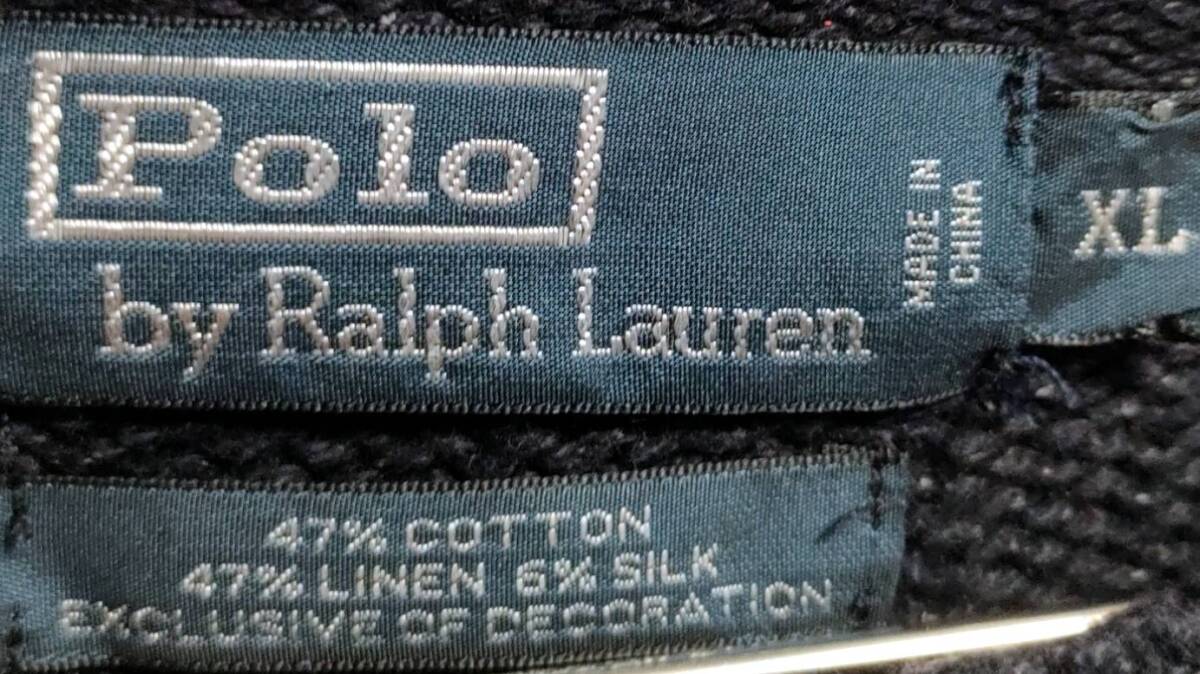 Polo
by Ralph Lauren
MADE IN
CHINA
XL
47% COTTON
47% LINEN 6% SILK
EXCLUSIVE OF DECORATION